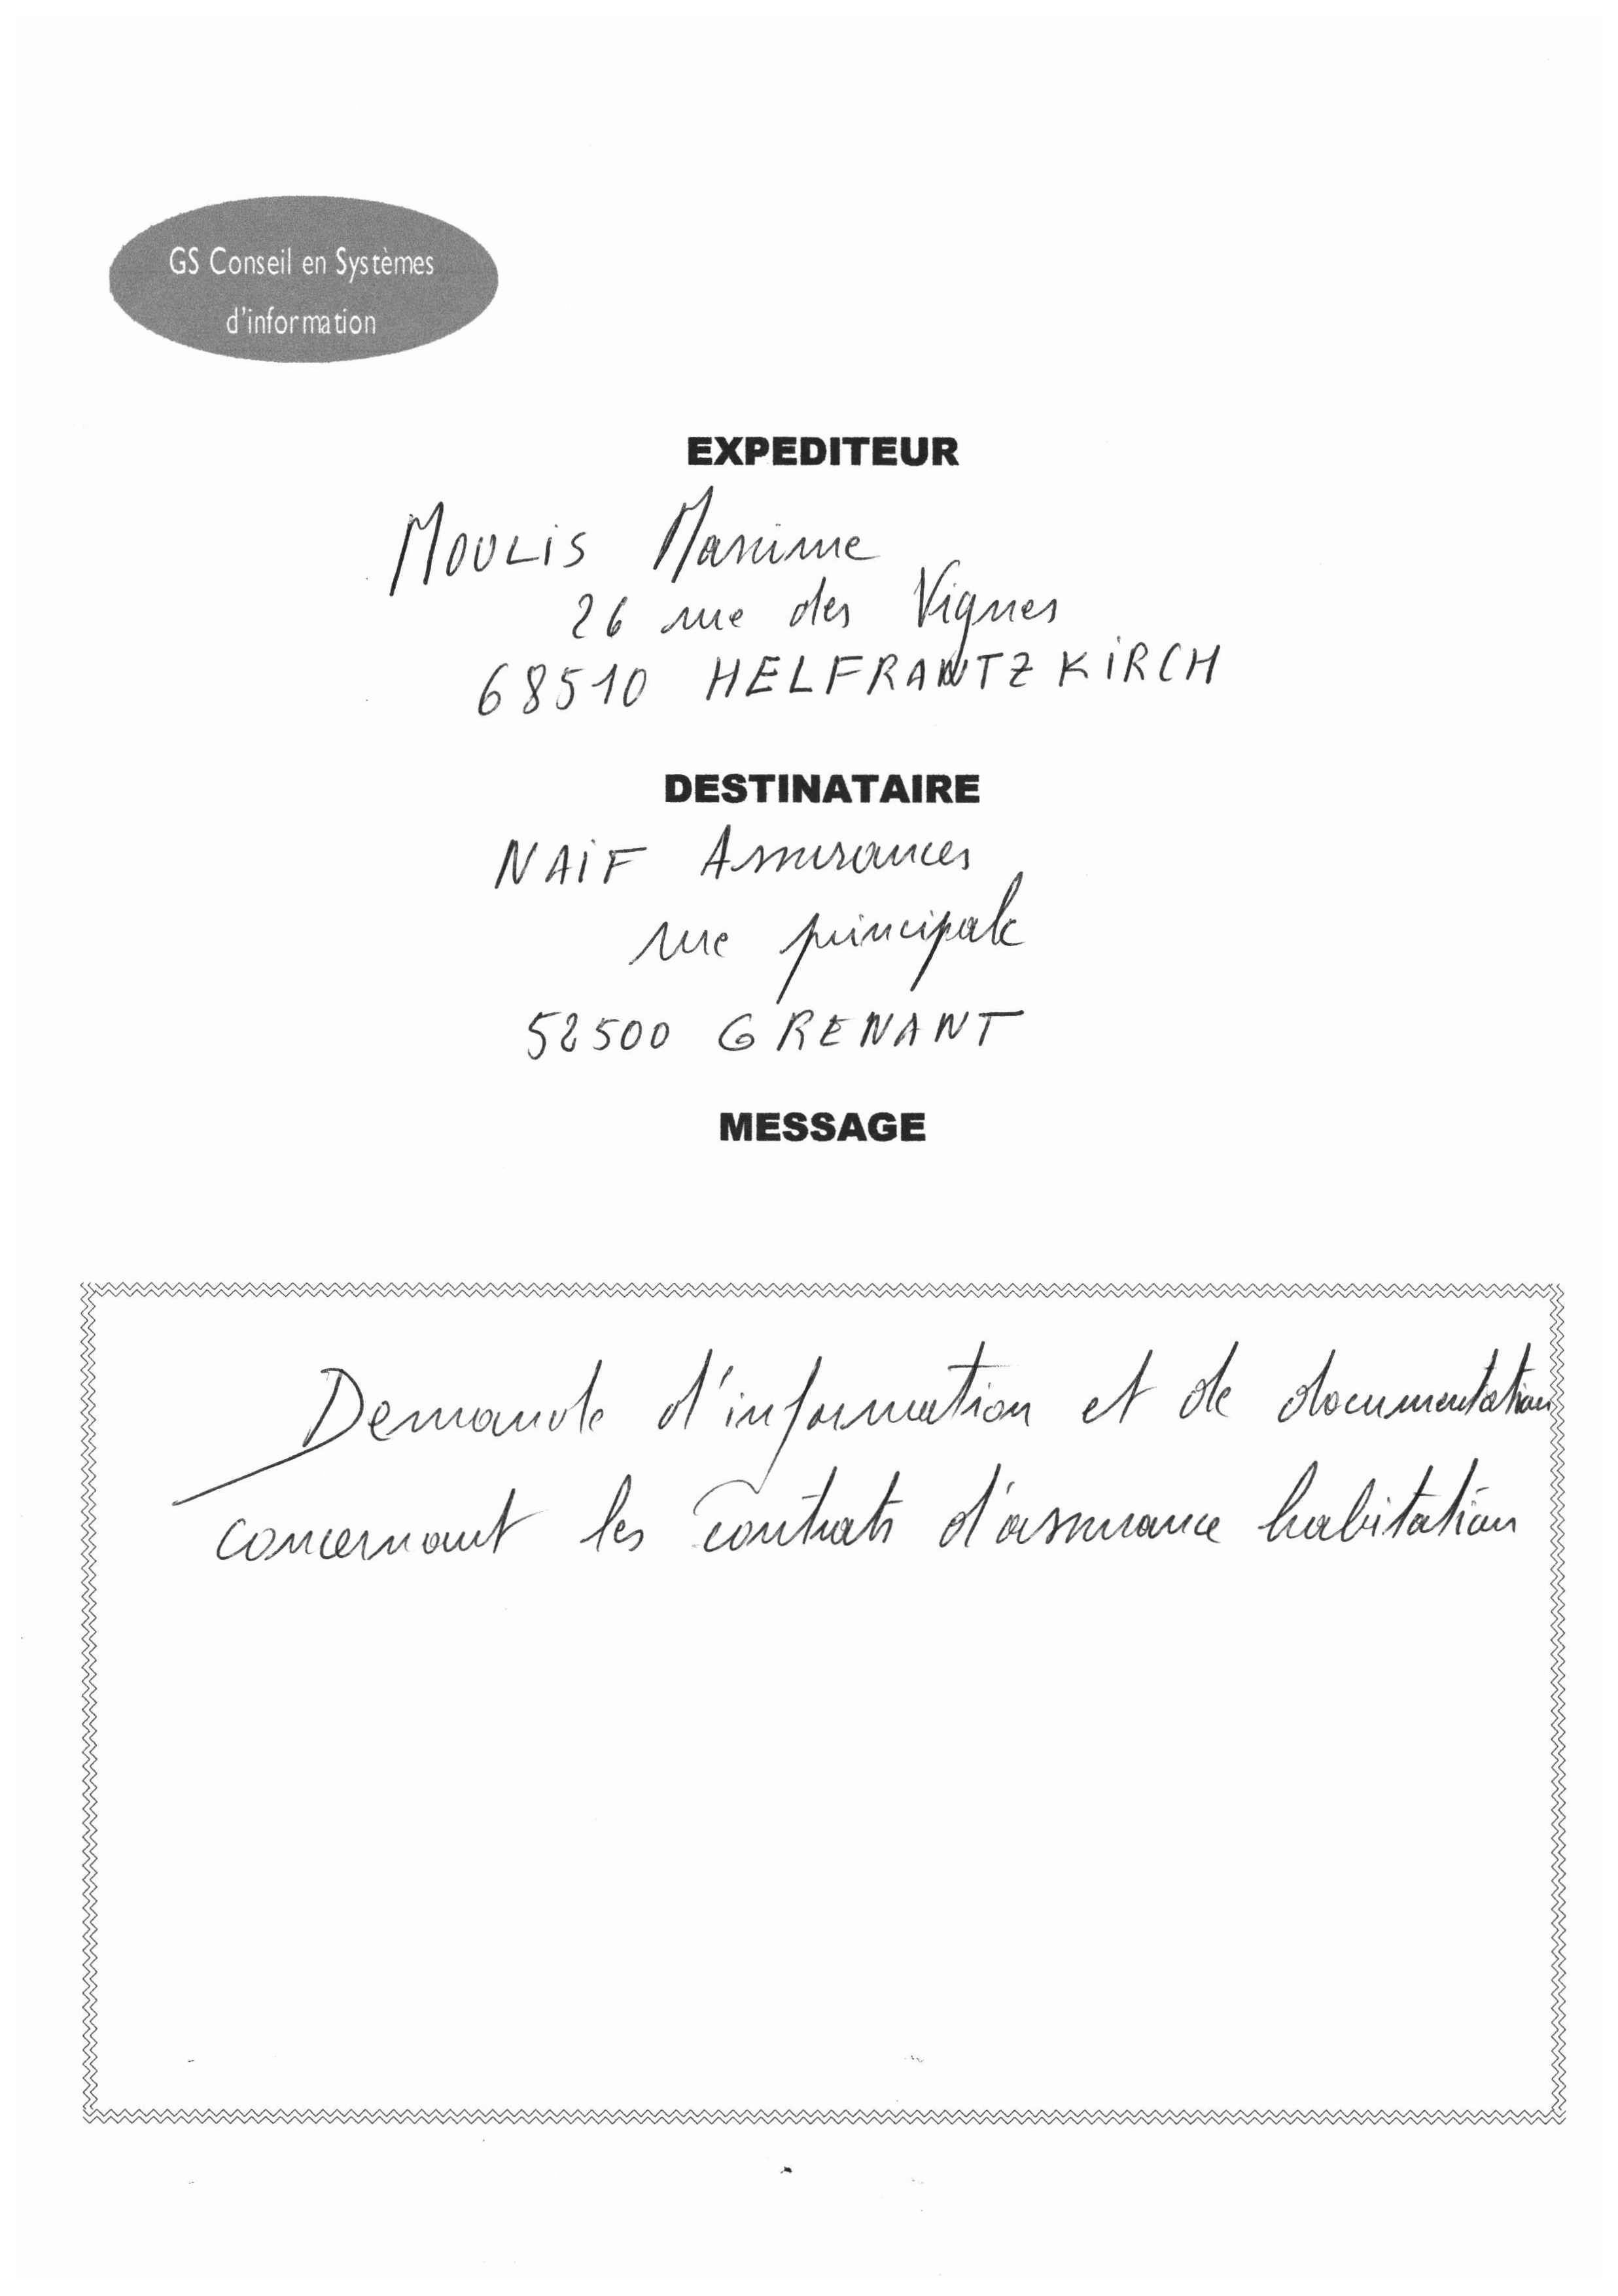 GS Conseil en Systèmes
d'information
EXPEDITEUR
MOULIS Maxime
26 rue des Vignes
68510 HELFRANTZKIRCH
DESTINATAIRE
NAIF Assurances
rue principale
52500 GRENANT
MESSAGE
Demande d'information et de documentation
concernant les contrats d'assurance habitation